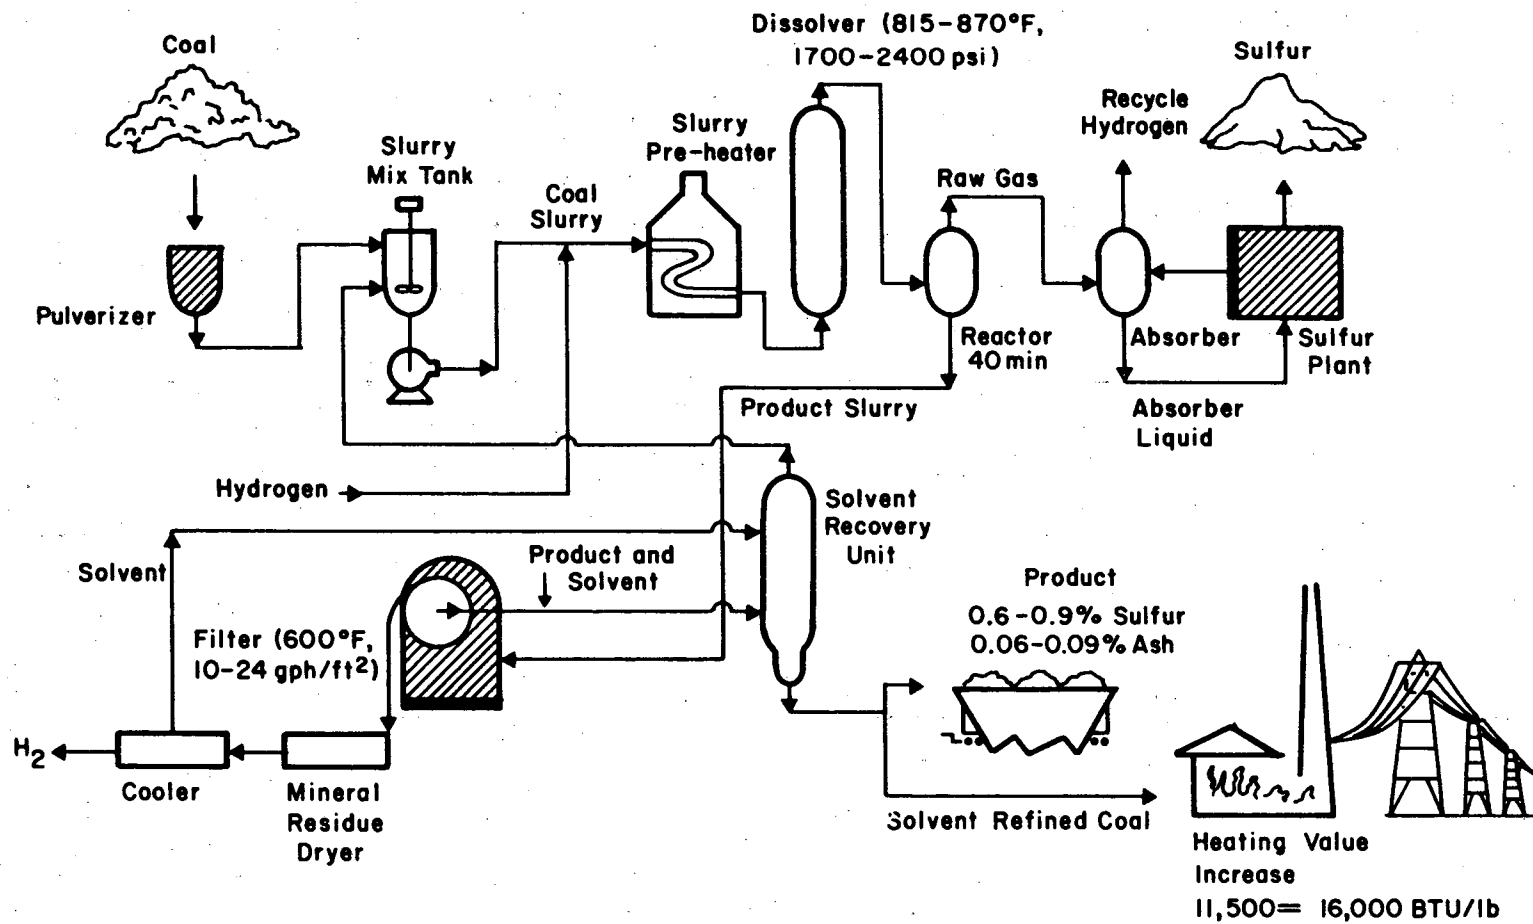 Dissolver (815-870°F,
1700-2400 psi)
Coal
Sulfur
Recycle
Hydrogen
Slurry
Pre-heater
Slurry
Mix Tank
Coal
Slurry
Raw Gas
Pulverizer
Reactor
40 min
Absorber
Sulfur
Plant
Product Slurry
Absorber
Liquid
Hydrogen
Solvent
Recovery
Unit
Product and
Solvent
Solvent
Product
0.6-0.9% Sulfur
0.06-0.09% Ash
Filter (600°F,
10-24 gph/ft²)
H₂
Cooler
Mineral
Residue
Dryer
Solvent Refined Coal
Heating Value
Increase
11,500= 16,000 BTU/lb